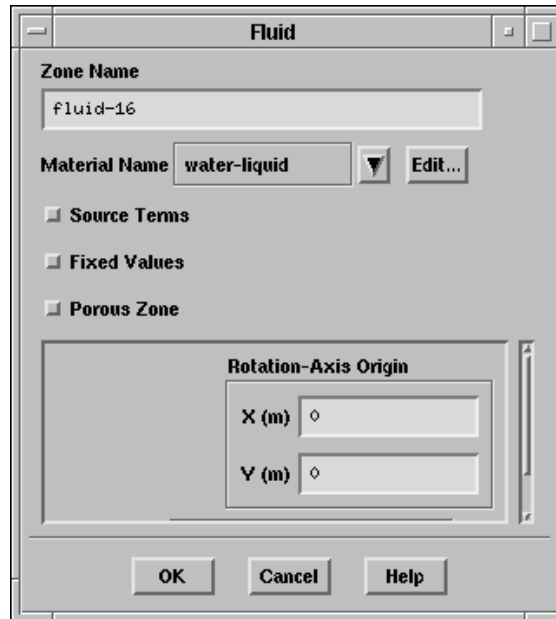 Fluid
Zone Name
fluid-16
Material Name water-liquid Edit...
Source Terms
Fixed Values
Porous Zone
Rotation-Axis Origin
X (m) 0
Y (m) 0
OK Cancel Help